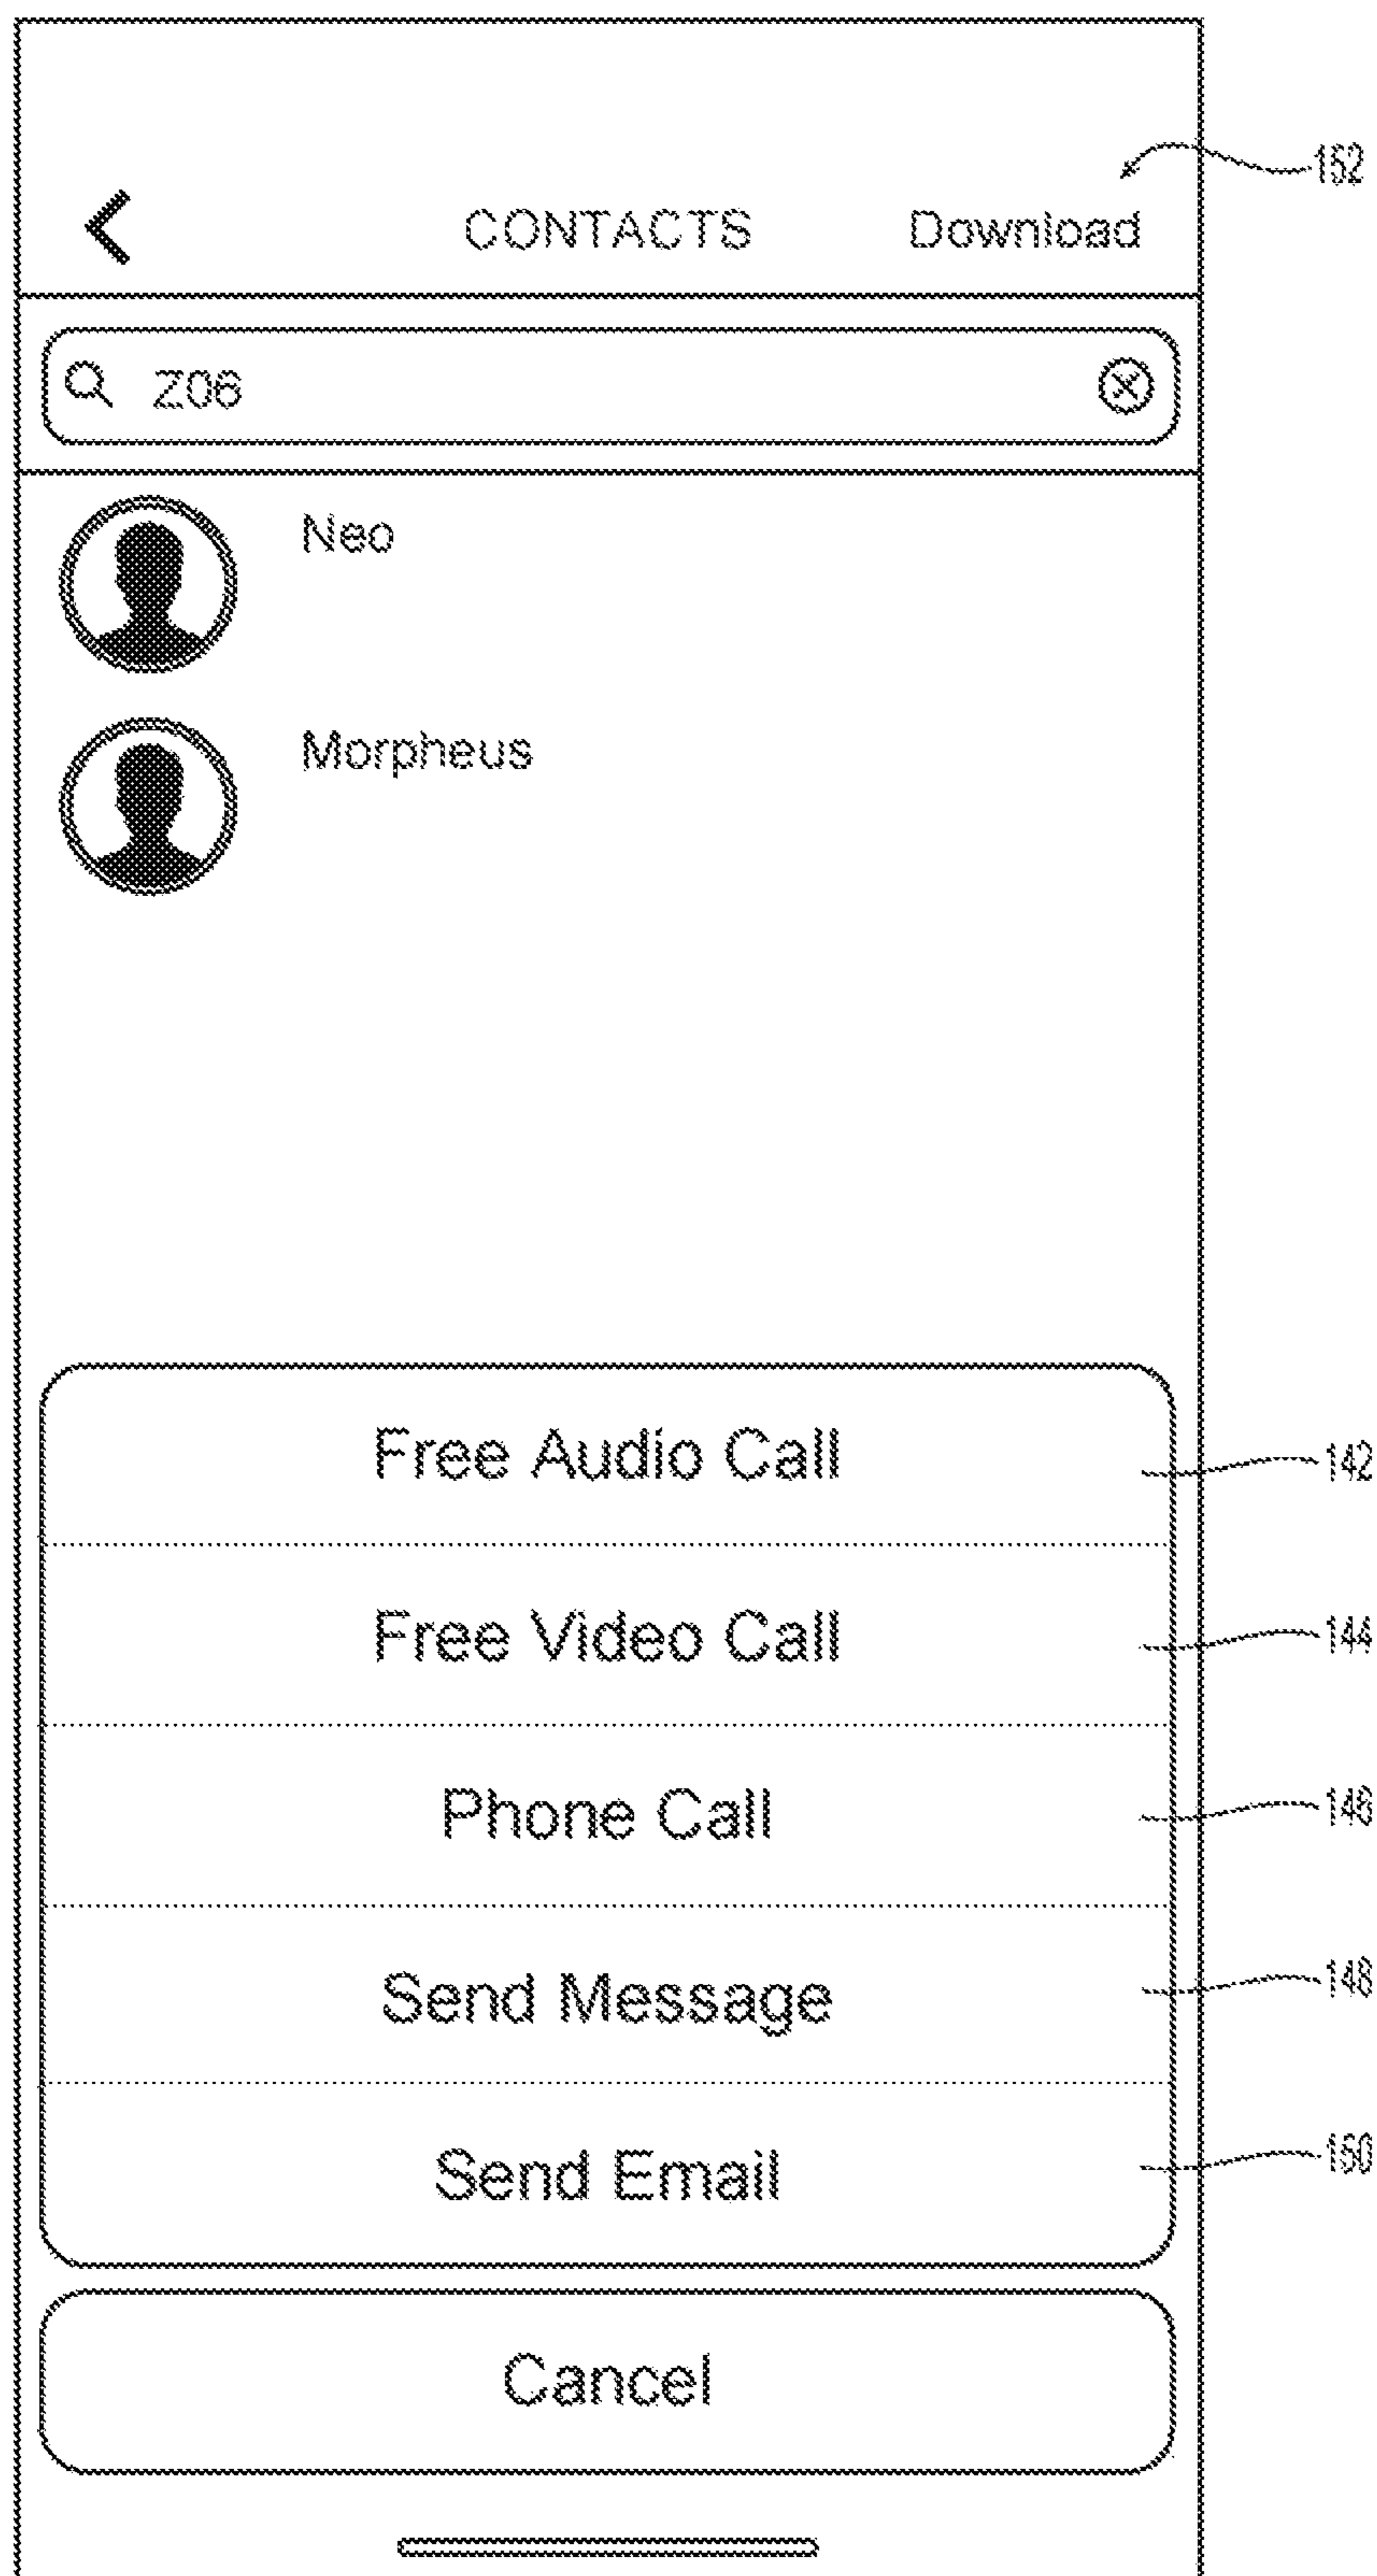 152
CONTACTS Download
Z06
Neo
Morpheus
Free Audio Call 142
Free Video Call 144
Phone Call 146
Send Message 148
Send Email 150
Cancel